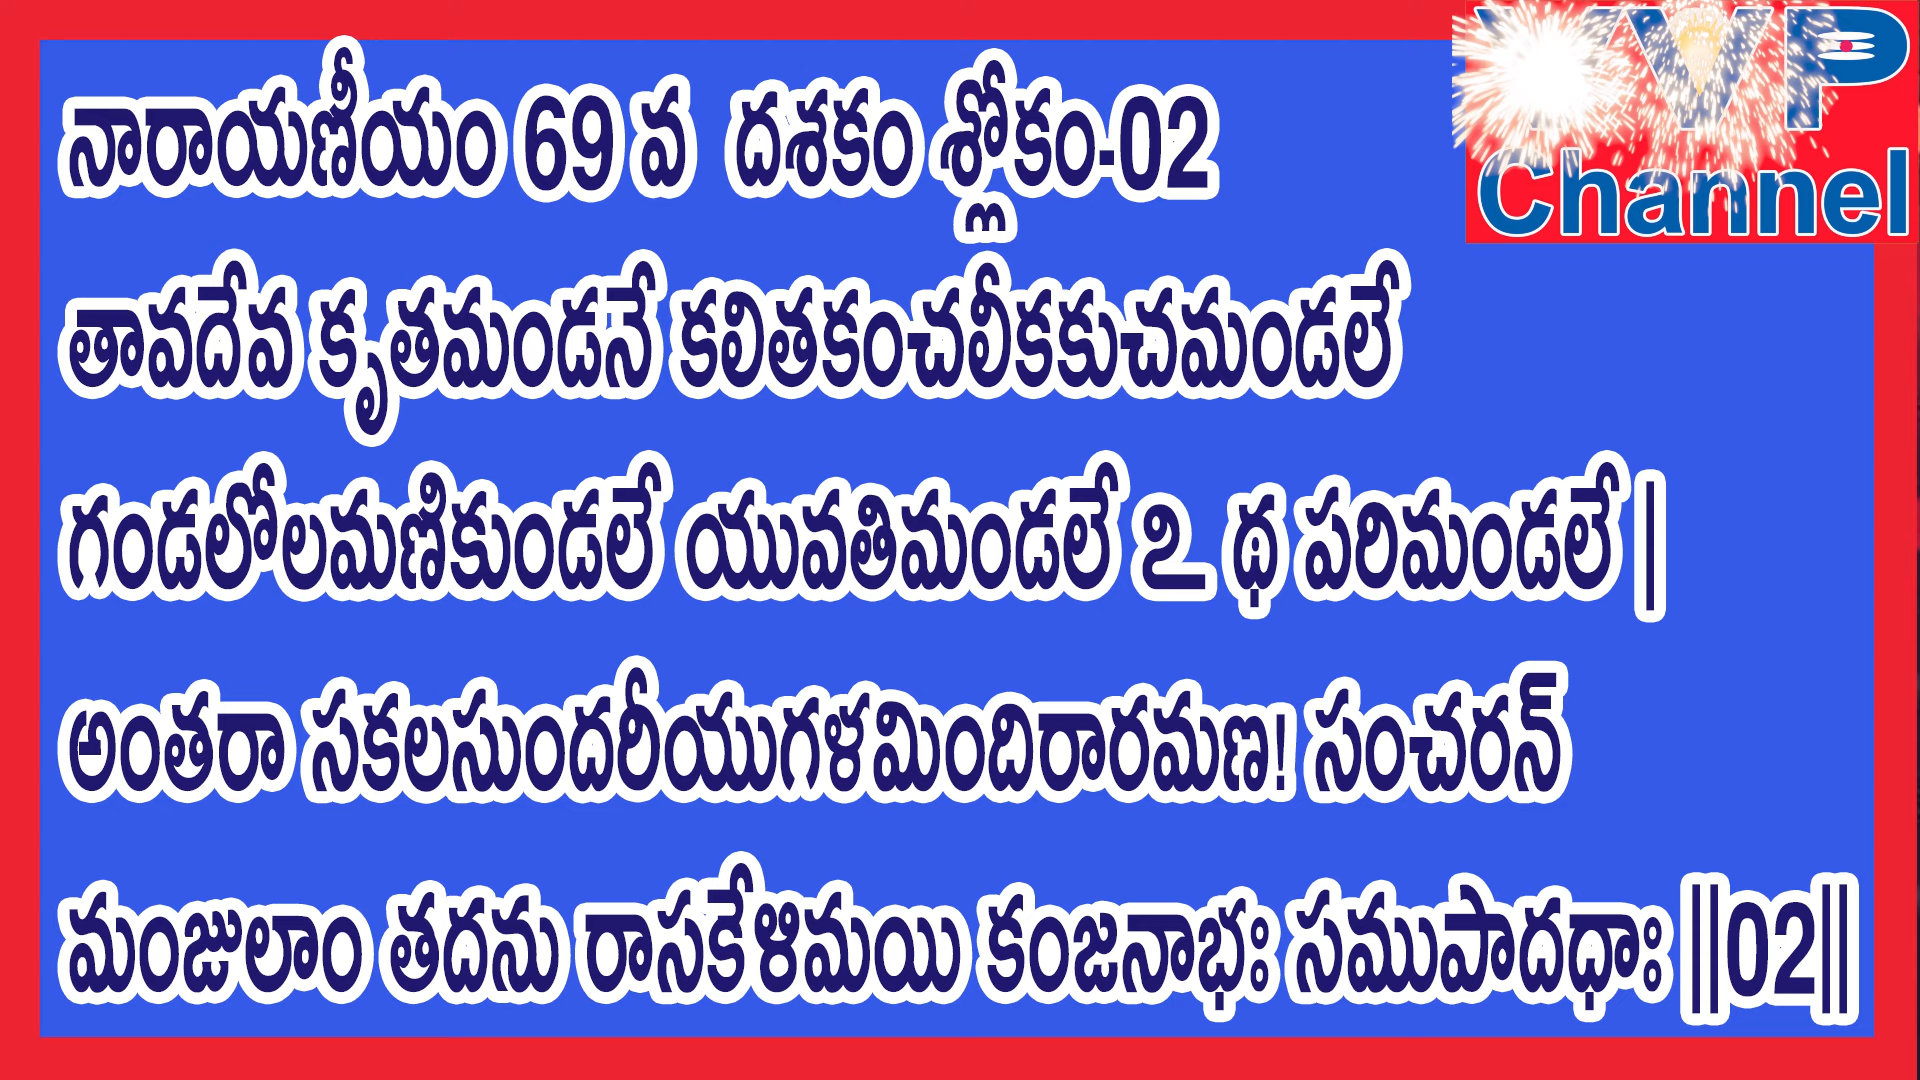 నారాయణీయం 69 వ దశకం శ్లోకం-02
తావదేవ కృతమండనే కలితకంచలీకకుచమండలే
గండలోలమణికుండలే యువతిమండలే ఽ థ పరిమండలే |
అంతరా సకలసుందరీయుగళమిందిరారమణ! సంచరన్
మంజులాం తదను రాసకేళిమయి కంజనాభః సముపాదధాః ||02||
VVP
Channel